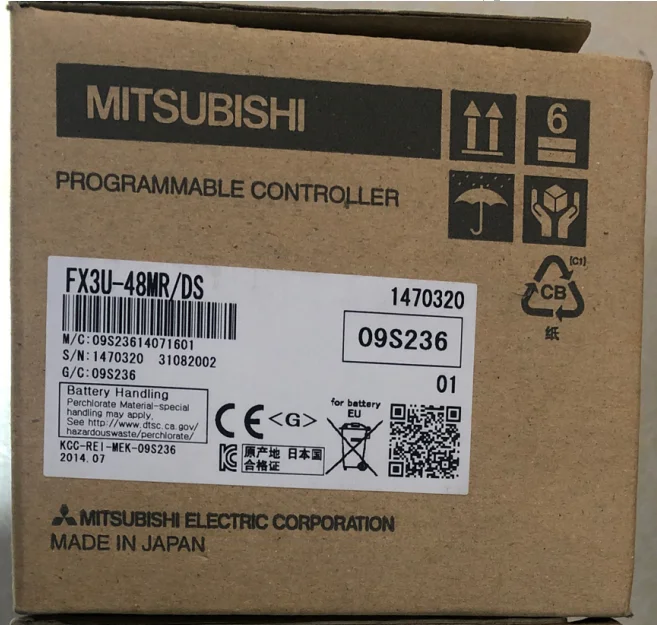 MITSUBISHI
6
PROGRAMMABLE CONTROLLER
[C1]
CB
纸
FX3U-48MR/DS
1470320
M/C:09S23614071601
S/N:1470320 31082002
G/C:09S236
09S236
01
Battery Handling
Perchlorate Material-special
handling may apply.
See http://www.dtsc.ca.gov/
hazardouswaste/perchlorate/
KCC-REI-MEK-09S236
2014.07
CE
<G>
for battery
EU
原产地 日本国
合格证
MITSUBISHI ELECTRIC CORPORATION
MADE IN JAPAN